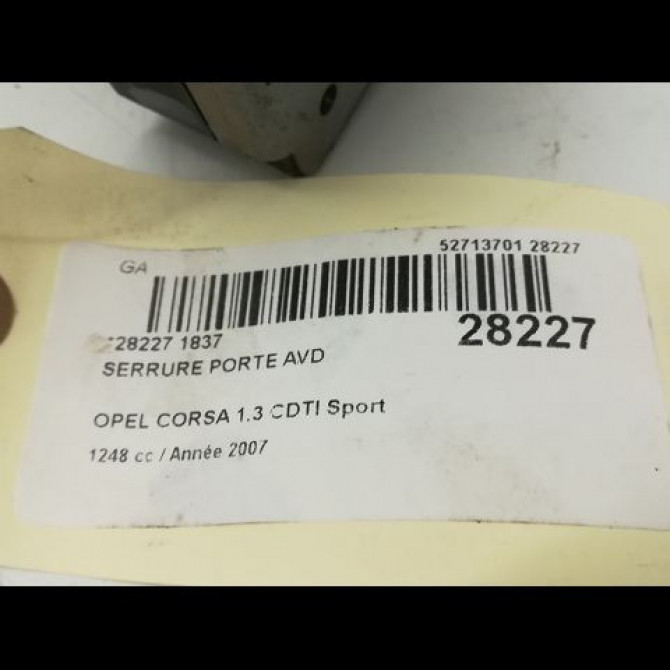 52713701 28227
GA
28227 1837
28227
SERRURE PORTE AVD
OPEL CORSA 1.3 CDTI Sport
1248 cc / Année 2007